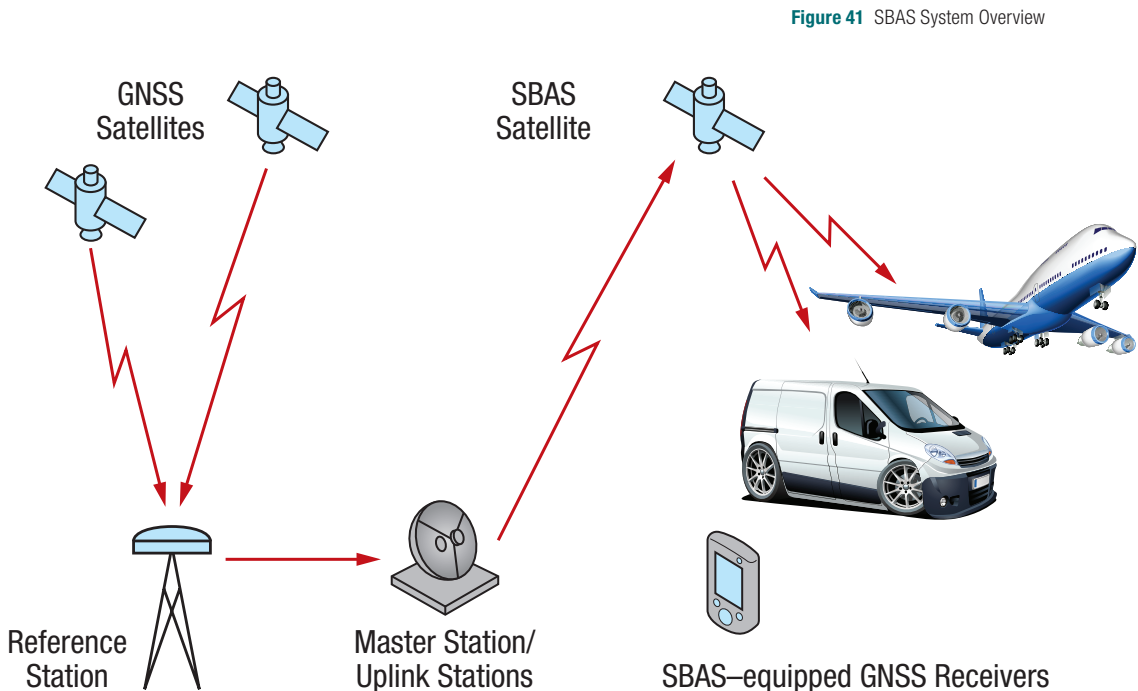 Figure 41 SBAS System Overview
GNSS
Satellites
SBAS
Satellite
Reference
Station
Master Station/
Uplink Stations
SBAS–equipped GNSS Receivers